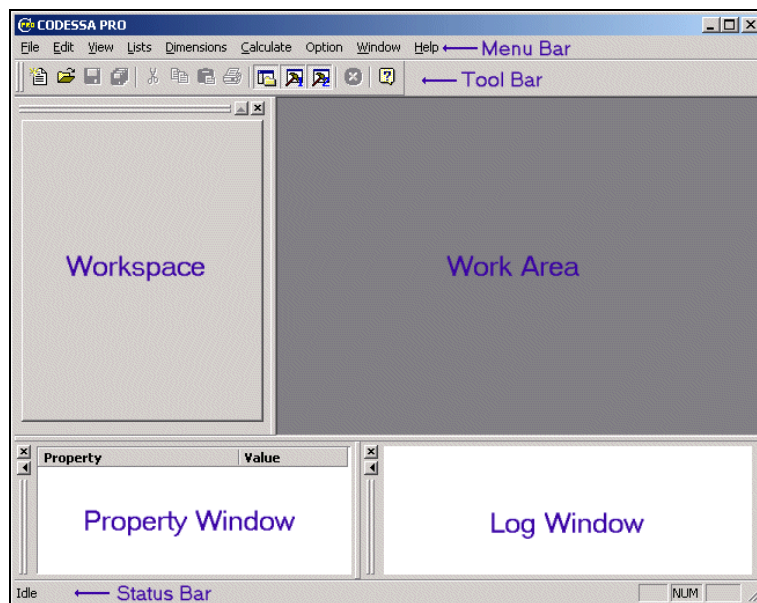 CODESSA PRO
File Edit View Lists Dimensions Calculate Option Window Help Menu Bar
Tool Bar
Workspace
Work Area
Property Value
Property Window
Log Window
Idle Status Bar NUM